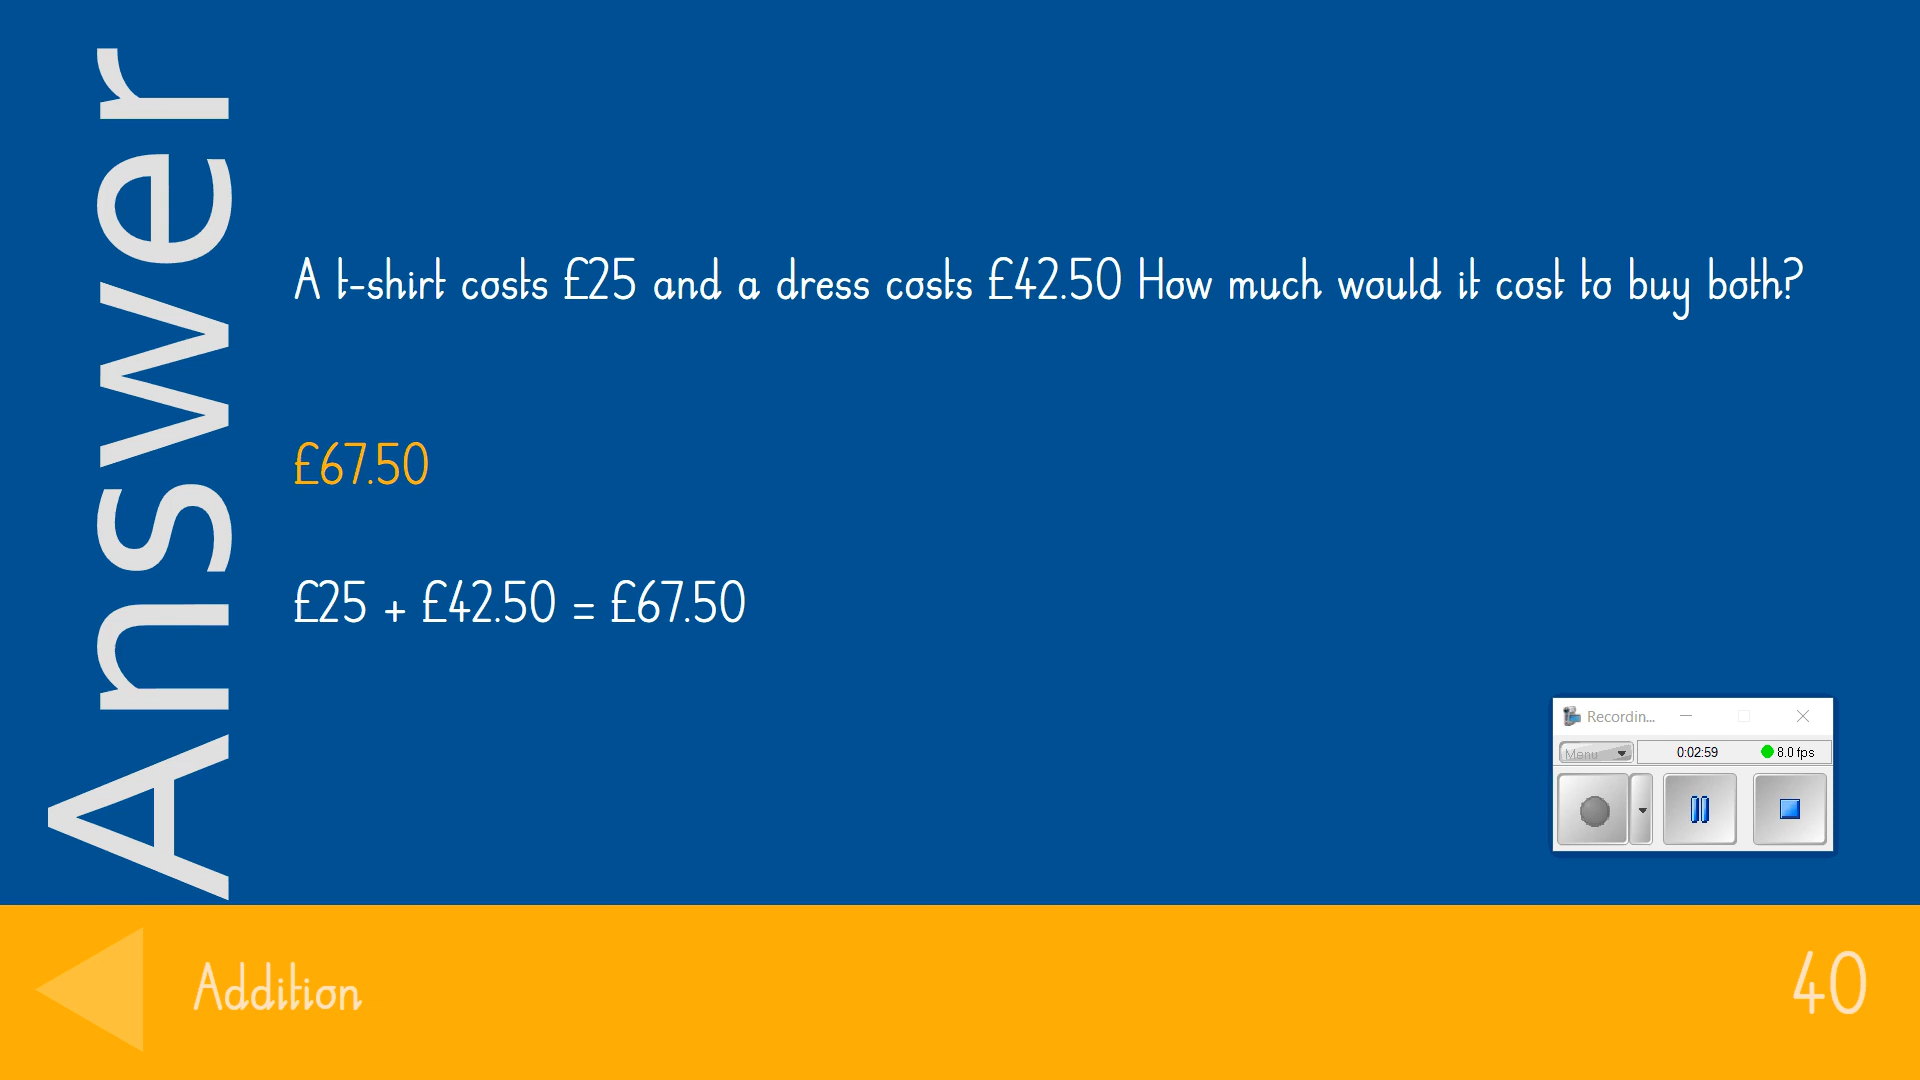 Answer
A t-shirt costs £25 and a dress costs £42.50 How much would it cost to buy both?
£67.50
£25 + £42.50 = £67.50
Recordin...
Menu
0:02:59
8.0 fps
Addition
40